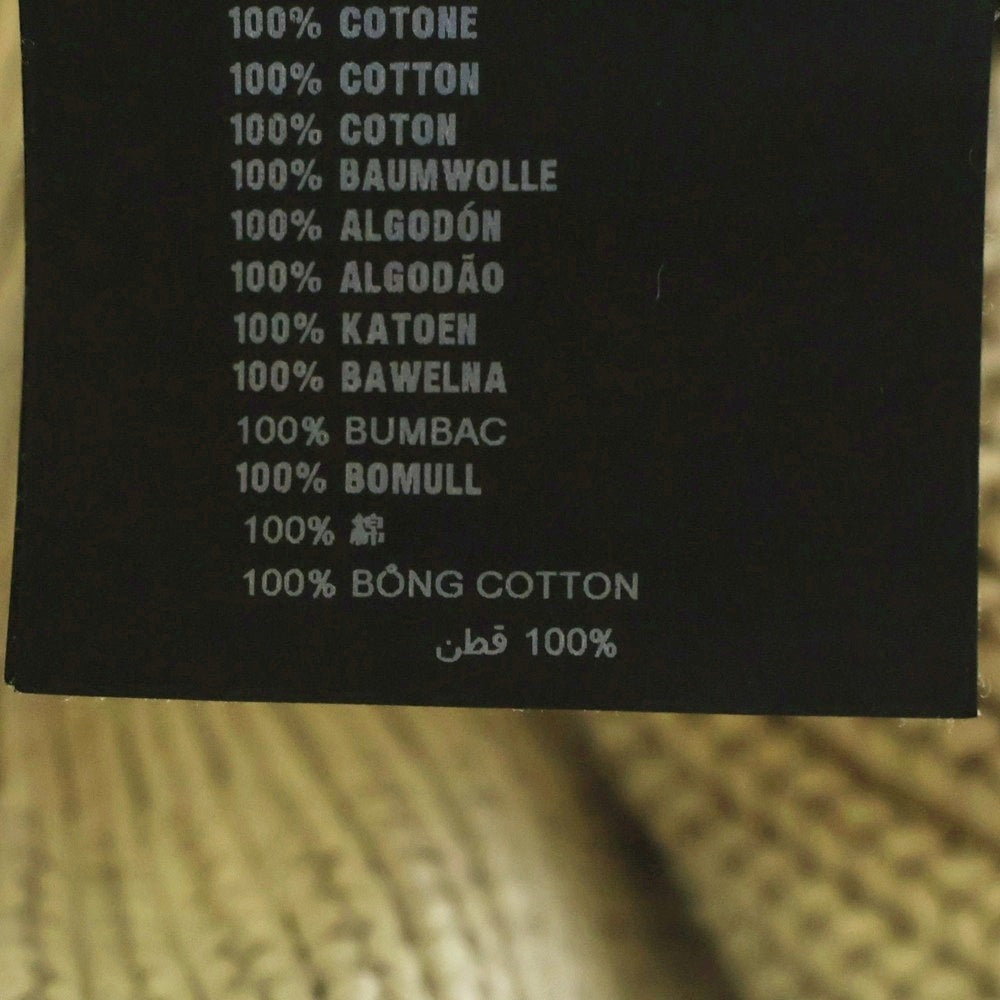 100% COTONE
100% COTTON
100% COTON
100% BAUMWOLLE
100% ALGODÓN
100% ALGODÃO
100% KATOEN
100% BAWELNA
100% BUMBAC
100% BOMULL
100% 綿
100% BÔNG COTTON
100% قطن